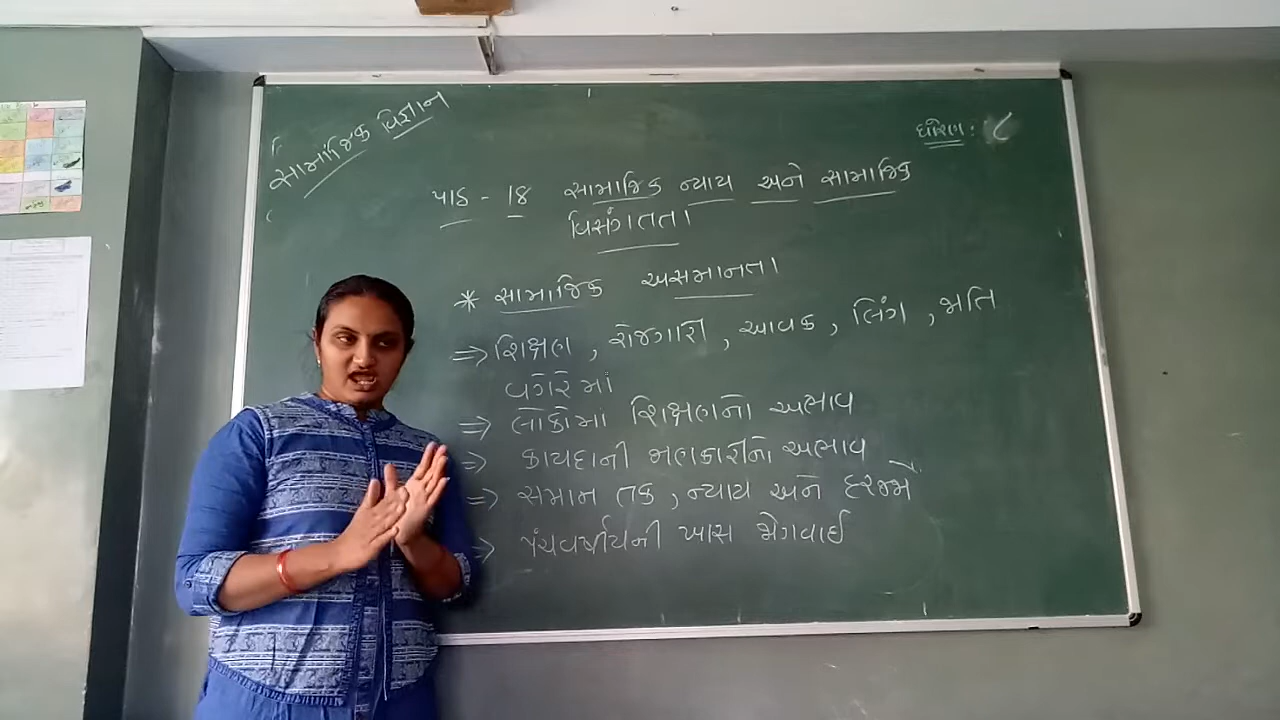 સામાજિક વિજ્ઞાન
ધોરણ : ૮
પાઠ - 18 સામાજિક ન્યાય અને સામાજિક
વિસંગતતા
* સામાજિક અસમાનતા
⇒ શિક્ષણ , રોજગારી , આવક , લિંગ , જાતિ
વગેરેમાં
⇒ લોકોમાં શિક્ષણનો અભાવ
⇒ કાયદાની જાણકારીનો અભાવ
⇒ સમાન તક , ન્યાય અને દરજ્જો
⇒ પંચવર્ષીયની ખાસ જોગવાઈ